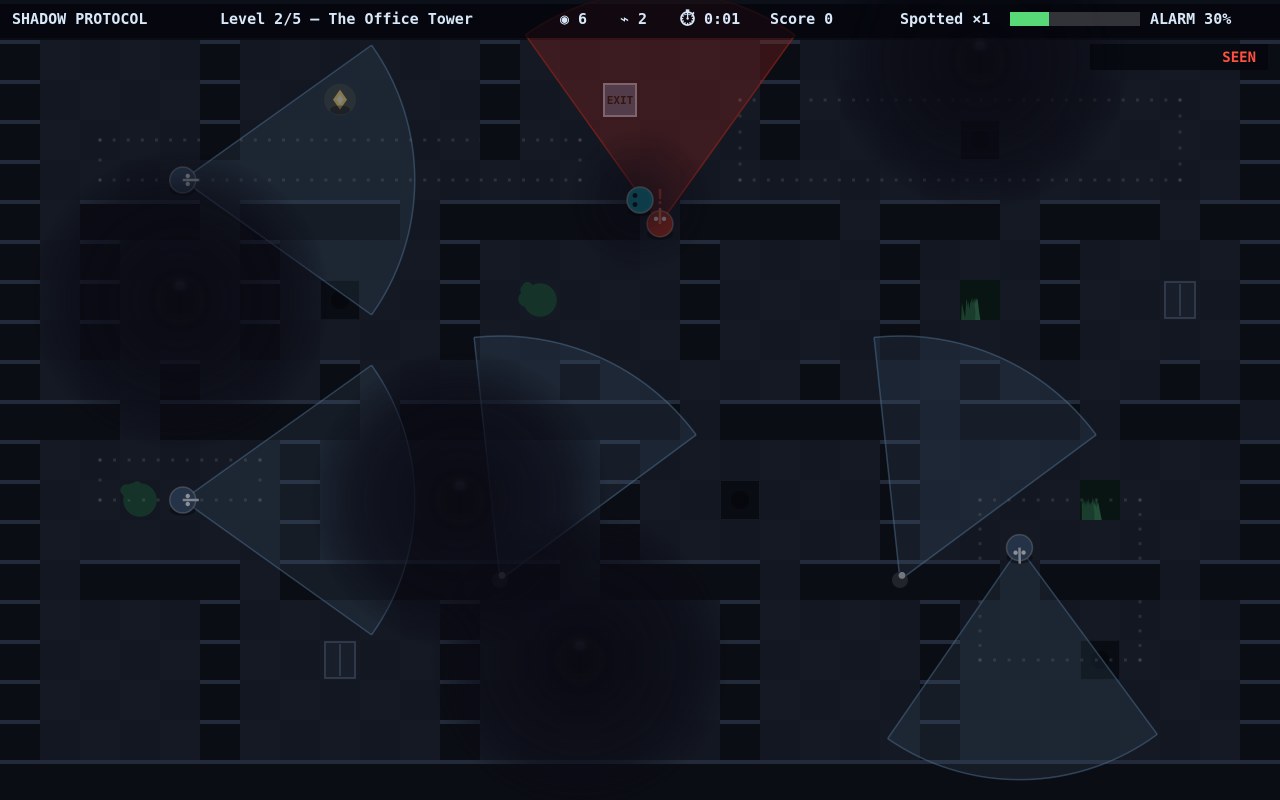 SHADOW PROTOCOL Level 2/5 — The Office Tower ◉ 6 ⌁ 2 ⏱ 0:01 Score 0 Spotted ×1 ALARM 30%
SEEN
EXIT
!